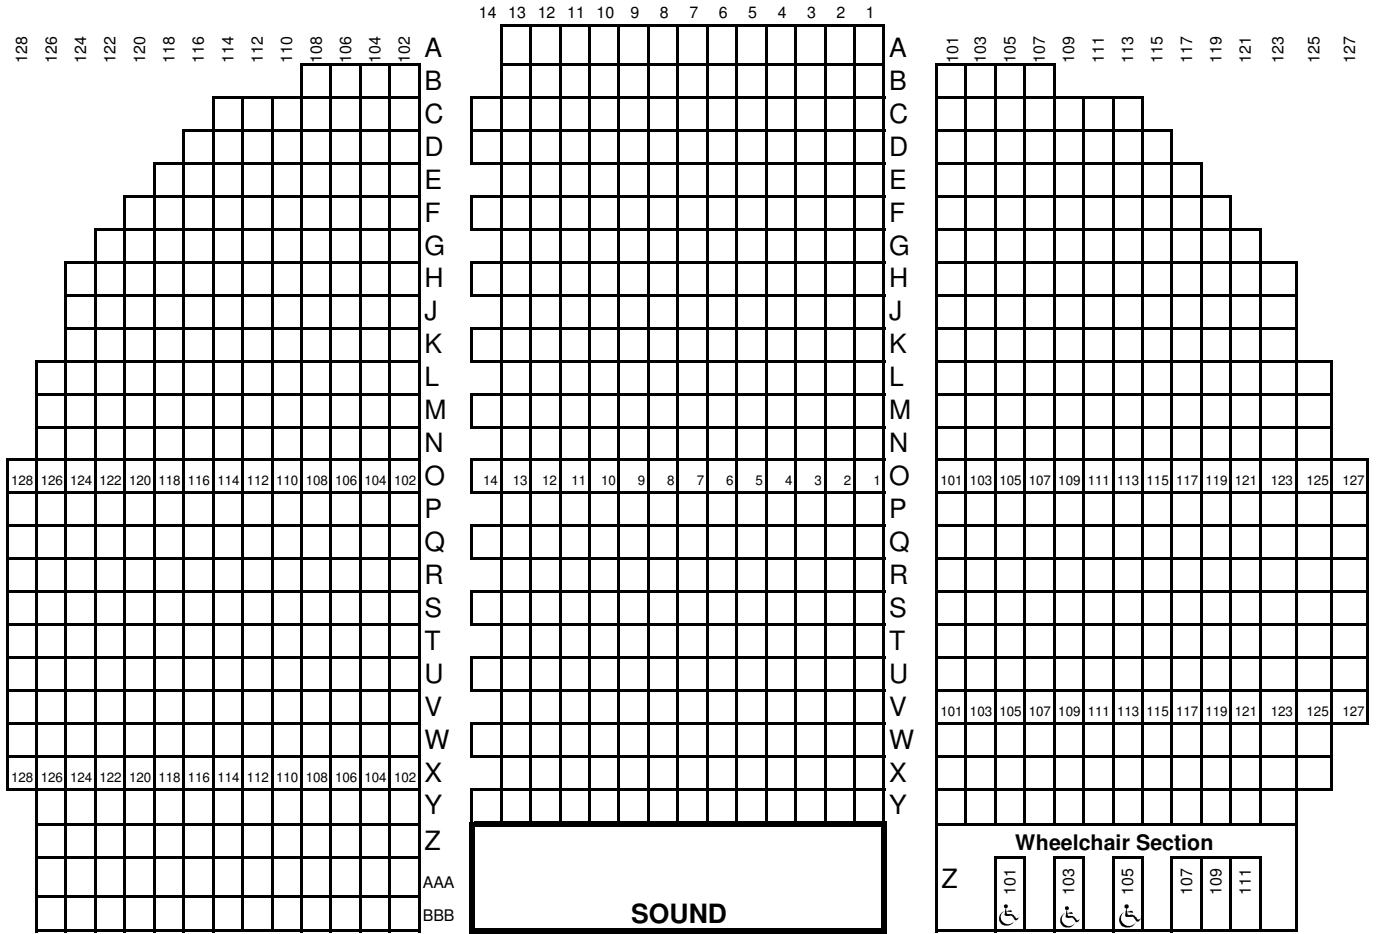 14 13 12 11 10 9 8 7 6 5 4 3 2 1
128 126 124 122 120 118 116 114 112 110 108 106 104 102 A A 101 103 105 107 109 111 113 115 117 119 121 123 125 127
B B
C C
D D
E E
F F
G G
H H
J J
K K
L L
M M
N N
128 126 124 122 120 118 116 114 112 110 108 106 104 102 O 14 13 12 11 10 9 8 7 6 5 4 3 2 1 O 101 103 105 107 109 111 113 115 117 119 121 123 125 127
P P
Q Q
R R
S S
T T
U U
V V 101 103 105 107 109 111 113 115 117 119 121 123 125 127
W W
128 126 124 122 120 118 116 114 112 110 108 106 104 102 X X
Y Y
Z Wheelchair Section
AAA Z 101 103 105 107 109 111
BBB SOUND